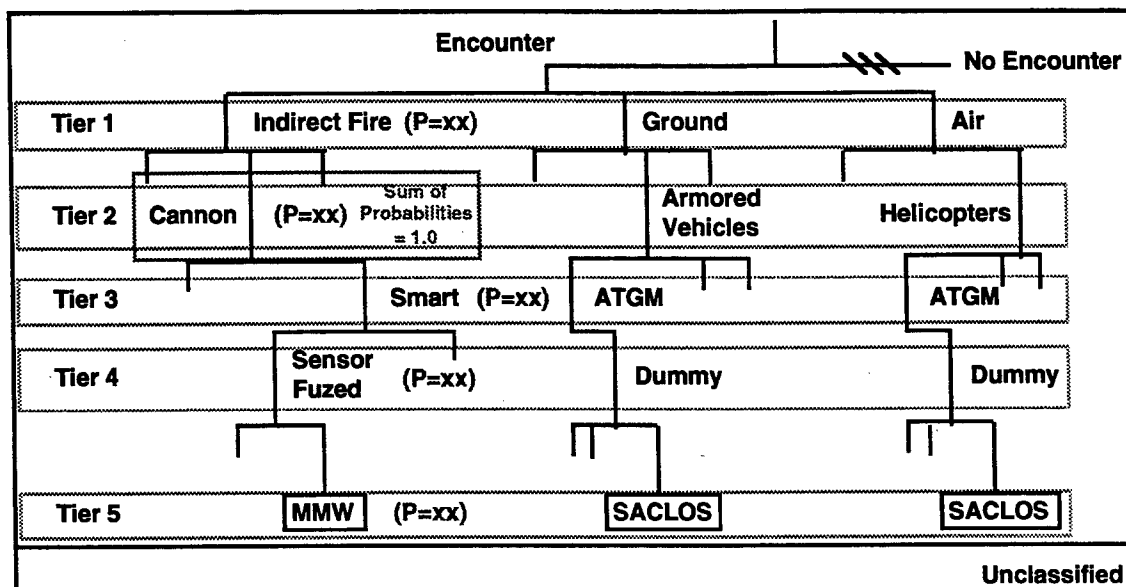 Encounter
No Encounter
Tier 1 Indirect Fire (P=xx) Ground Air
Tier 2 Cannon (P=xx) Sum of Probabilities = 1.0 Armored Vehicles Helicopters
Tier 3 Smart (P=xx) ATGM ATGM
Tier 4 Sensor Fuzed (P=xx) Dummy Dummy
Tier 5 MMW (P=xx) SACLOS SACLOS
Unclassified